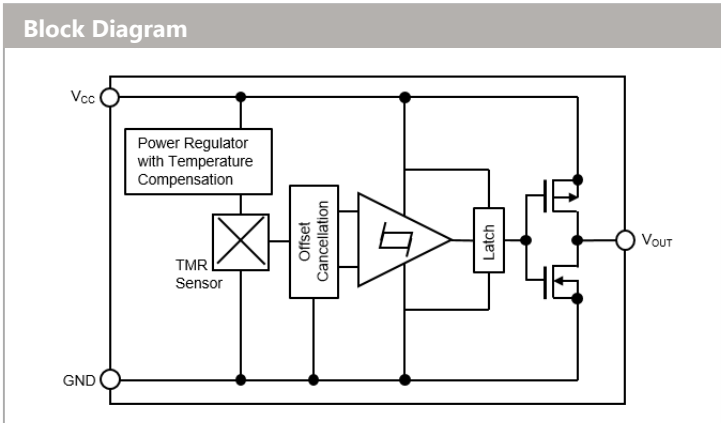 Block Diagram
VCC
Power Regulator
with Temperature
Compensation
TMR
Sensor
Offset
Cancellation
Latch
VOUT
GND